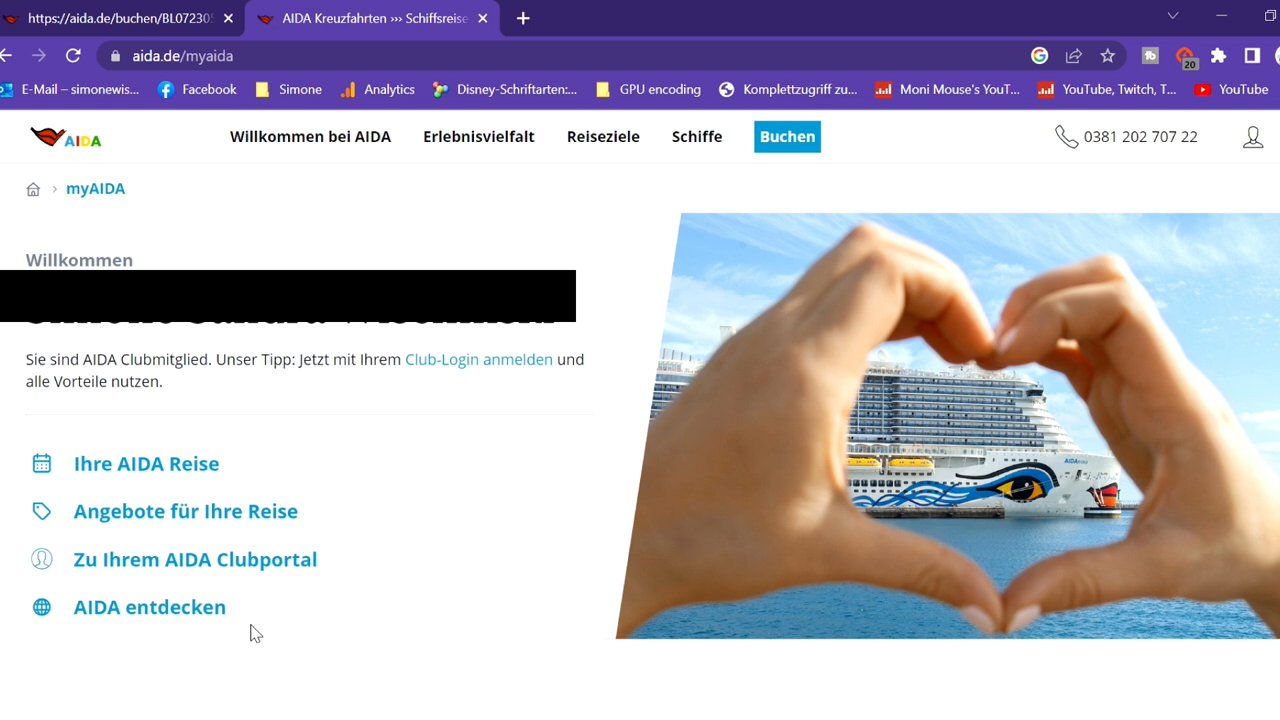 https://aida.de/buchen/BL07230
AIDA Kreuzfahrten ››› Schiffsreise
aida.de/myaida
20
E-Mail – simonewis...
Facebook
Simone
Analytics
Disney-Schriftarten:...
GPU encoding
Komplettzugriff zu...
Moni Mouse's YouT...
YouTube, Twitch, T...
YouTube
AIDA
Willkommen bei AIDA
Erlebnisvielfalt
Reiseziele
Schiffe
Buchen
0381 202 707 22
myAIDA
Willkommen
Sie sind AIDA Clubmitglied. Unser Tipp: Jetzt mit Ihrem Club-Login anmelden und
alle Vorteile nutzen.
Ihre AIDA Reise
Angebote für Ihre Reise
Zu Ihrem AIDA Clubportal
AIDA entdecken